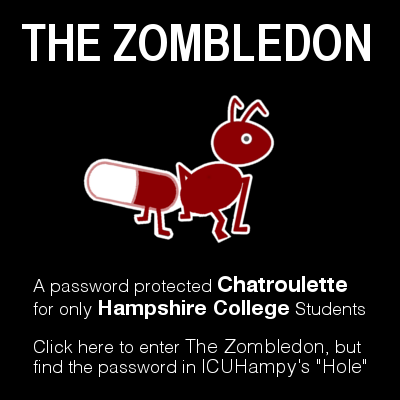 THE ZOMBLEDON
A password protected Chatroulette
for only Hampshire College Students
Click here to enter The Zombledon, but
find the password in ICUHampy's "Hole"